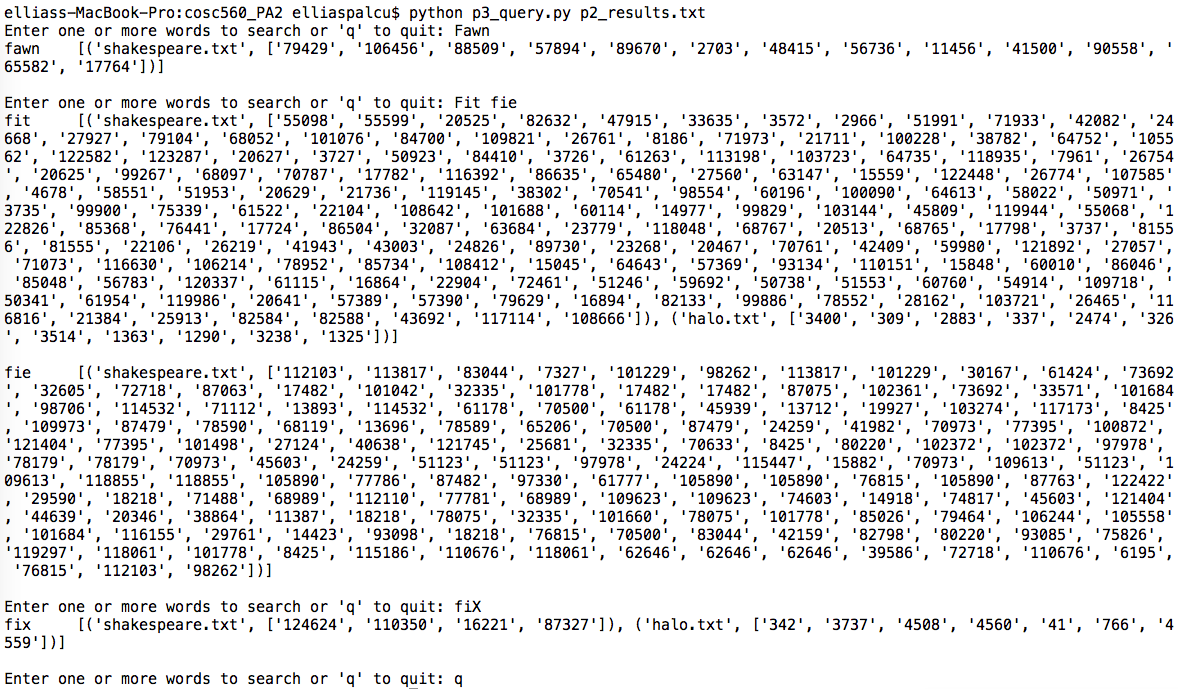 elliass-MacBook-Pro:cosc560_PA2 elliaspalcu$ python p3_query.py p2_results.txt
Enter one or more words to search or 'q' to quit: Fawn
fawn    [('shakespeare.txt', ['79429', '106456', '88509', '57894', '89670', '2703', '48415', '56736', '11456', '41500', '90558', '
65582', '17764'])]
Enter one or more words to search or 'q' to quit: Fit fie
fit     [('shakespeare.txt', ['55098', '55599', '20525', '82632', '47915', '33635', '3572', '2966', '51991', '71933', '42082', '24
668', '27927', '79104', '68052', '101076', '84700', '109821', '26761', '8186', '71973', '21711', '100228', '38782', '64752', '1055
62', '122582', '123287', '20627', '3727', '50923', '84410', '3726', '61263', '113198', '103723', '64735', '118935', '7961', '26754
', '20625', '99267', '68097', '70787', '17782', '116392', '86635', '65480', '27560', '63147', '15559', '122448', '26774', '107585'
, '4678', '58551', '51953', '20629', '21736', '119145', '38302', '70541', '98554', '60196', '100090', '64613', '58022', '50971', '
3735', '99900', '75339', '61522', '22104', '108642', '101688', '60114', '14977', '99829', '103144', '45809', '119944', '55068', '1
22826', '85368', '76441', '17724', '86504', '32087', '63684', '23779', '118048', '68767', '20513', '68765', '17798', '3737', '8155
6', '81555', '22106', '26219', '41943', '43003', '24826', '89730', '23268', '20467', '70761', '42409', '59980', '121892', '27057',
'71073', '116630', '106214', '78952', '85734', '108412', '15045', '64643', '57369', '93134', '110151', '15848', '60010', '86046',
'85048', '56783', '120337', '61115', '16864', '22904', '72461', '51246', '59692', '50738', '51553', '60760', '54914', '109718', '
50341', '61954', '119986', '20641', '57389', '57390', '79629', '16894', '82133', '99886', '78552', '28162', '103721', '26465', '11
6816', '21384', '25913', '82584', '82588', '43692', '117114', '108666']), ('halo.txt', ['3400', '309', '2883', '337', '2474', '326
', '3514', '1363', '1290', '3238', '1325'])]
fie     [('shakespeare.txt', ['112103', '113817', '83044', '7327', '101229', '98262', '113817', '101229', '30167', '61424', '73692
', '32605', '72718', '87063', '17482', '101042', '32335', '101778', '17482', '17482', '87075', '102361', '73692', '33571', '101684
', '98706', '114532', '71112', '13893', '114532', '61178', '70500', '61178', '45939', '13712', '19927', '103274', '117173', '8425'
, '109973', '87479', '78590', '68119', '13696', '78589', '65206', '70500', '87479', '24259', '41982', '70973', '77395', '100872',
'121404', '77395', '101498', '27124', '40638', '121745', '25681', '32335', '70633', '8425', '80220', '102372', '102372', '97978',
'78179', '78179', '70973', '45603', '24259', '51123', '51123', '97978', '24224', '115447', '15882', '70973', '109613', '51123', '1
09613', '118855', '118855', '105890', '77786', '87482', '97330', '61777', '105890', '105890', '76815', '105890', '87763', '122422'
, '29590', '18218', '71488', '68989', '112110', '77781', '68989', '109623', '109623', '74603', '14918', '74817', '45603', '121404'
, '44639', '20346', '38864', '11387', '18218', '78075', '32335', '101660', '78075', '101778', '85026', '79464', '106244', '105558'
, '101684', '116155', '29761', '14423', '93098', '18218', '76815', '70500', '83044', '42159', '82798', '80220', '93085', '75826',
'119297', '118061', '101778', '8425', '115186', '110676', '118061', '62646', '62646', '62646', '39586', '72718', '110676', '6195',
'76815', '112103', '98262'])]
Enter one or more words to search or 'q' to quit: fiX
fix     [('shakespeare.txt', ['124624', '110350', '16221', '87327']), ('halo.txt', ['342', '3737', '4508', '4560', '41', '766', '4
559'])]
Enter one or more words to search or 'q' to quit: q